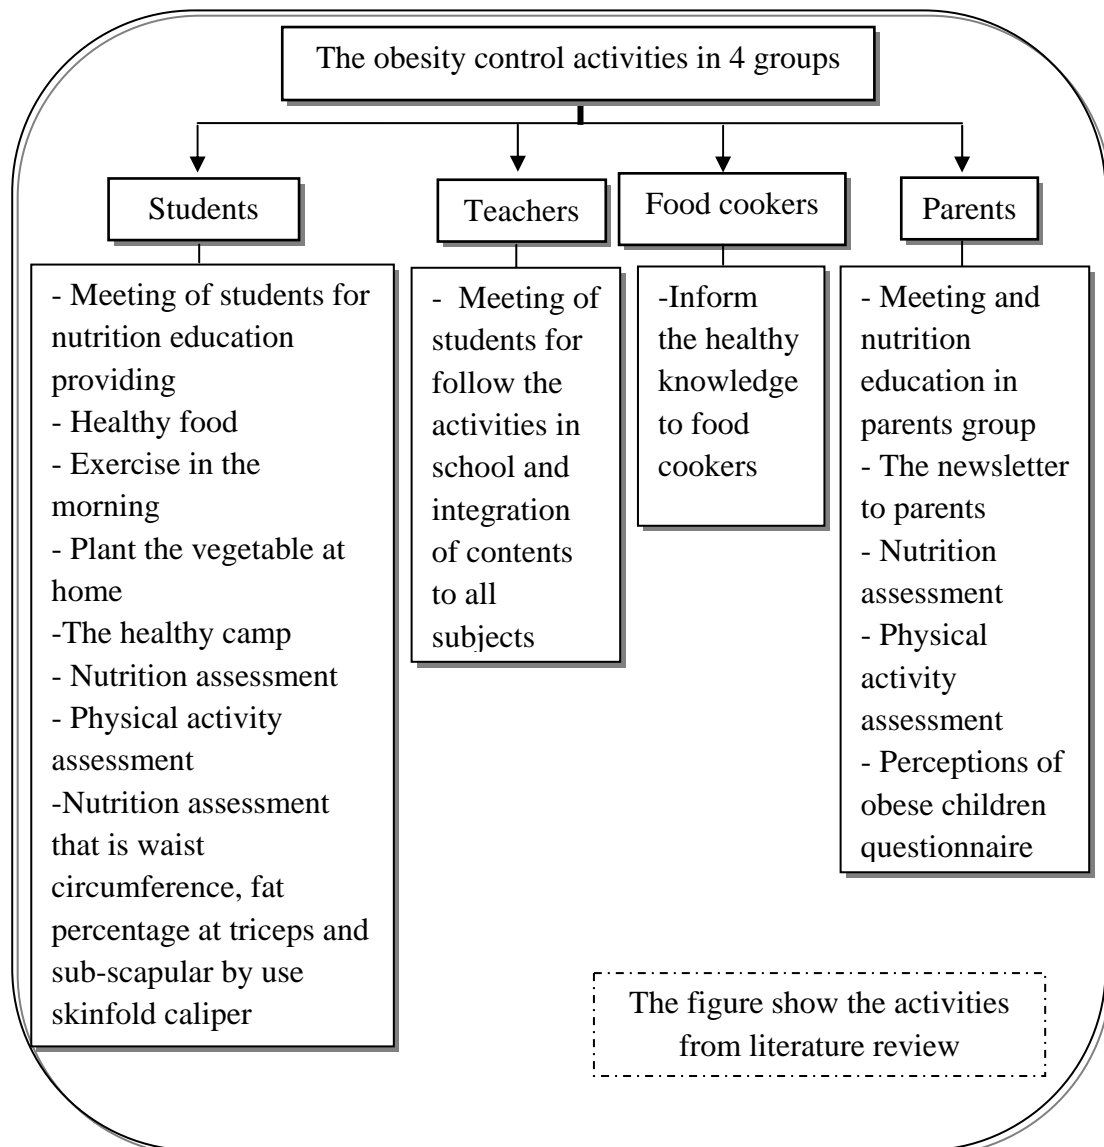 The obesity control activities in 4 groups
Students
Teachers
Food cookers
Parents
- Meeting of students for
nutrition education
providing
- Healthy food
- Exercise in the
morning
- Plant the vegetable at
home
-The healthy camp
- Nutrition assessment
- Physical activity
assessment
-Nutrition assessment
that is waist
circumference, fat
percentage at triceps and
sub-scapular by use
skinfold caliper
- Meeting of
students for
follow the
activities in
school and
integration
of contents
to all
subjects
-Inform
the healthy
knowledge
to food
cookers
- Meeting and
nutrition
education in
parents group
- The newsletter
to parents
- Nutrition
assessment
- Physical
activity
assessment
- Perceptions of
obese children
questionnaire
The figure show the activities
from literature review